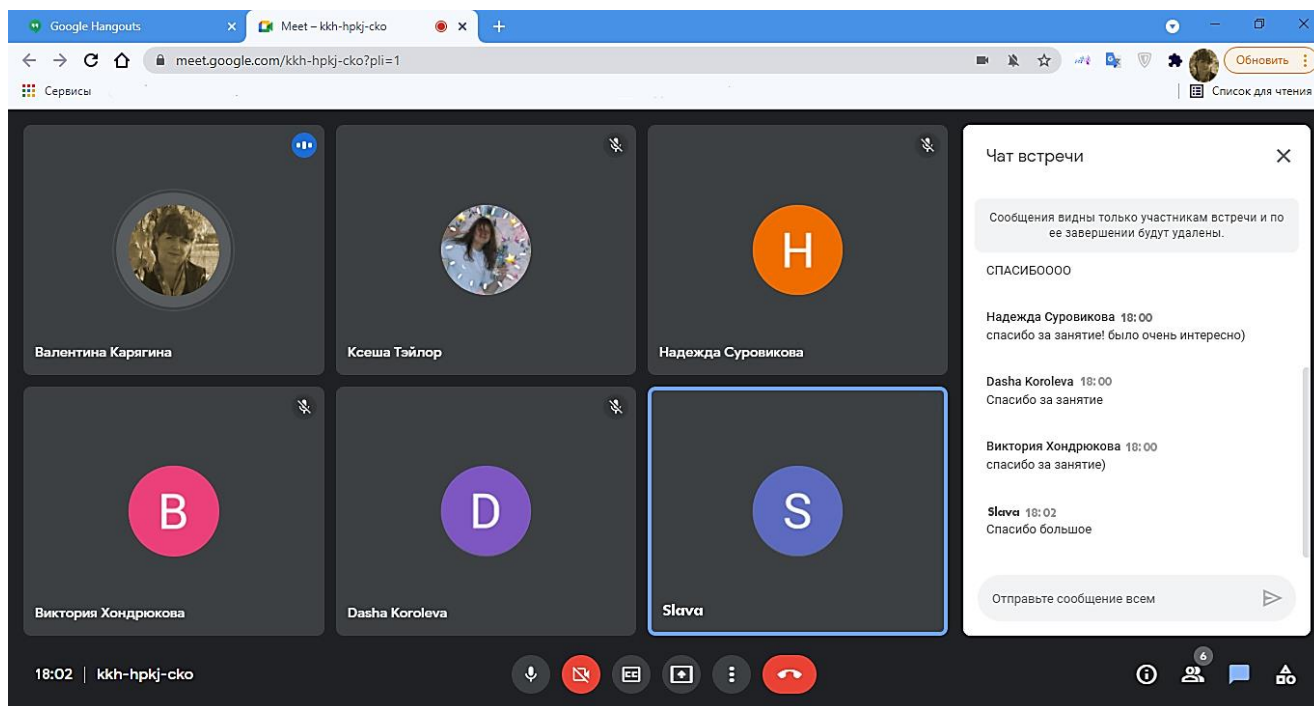 Google Hangouts
Meet – kkh-hpkj-cko
meet.google.com/kkh-hpkj-cko?pli=1
Обновить
Сервисы
Список для чтения
Валентина Карягина
Ксеша Тэйлор
H
Надежда Суровикова
В
Виктория Хондрюкова
D
Dasha Koroleva
S
Slava
Чат встречи
Сообщения видны только участникам встречи и по
ее завершении будут удалены.
СПАСИБОООО
Надежда Суровикова 18:00
спасибо за занятие! было очень интересно)
Dasha Koroleva 18:00
Спасибо за занятие
Виктория Хондрюкова 18:00
спасибо за занятие)
Slava 18:02
Спасибо большое
Отправьте сообщение всем
18:02 | kkh-hpkj-cko
CC
6